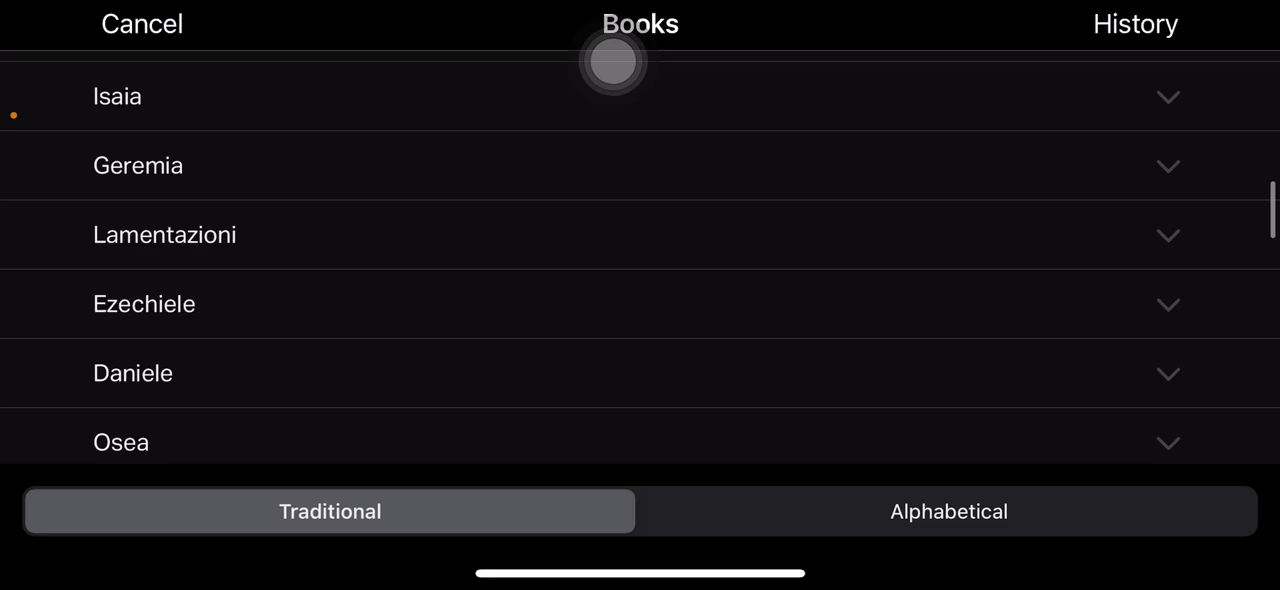 Cancel Books History
Isaia
Geremia
Lamentazioni
Ezechiele
Daniele
Osea
Traditional Alphabetical